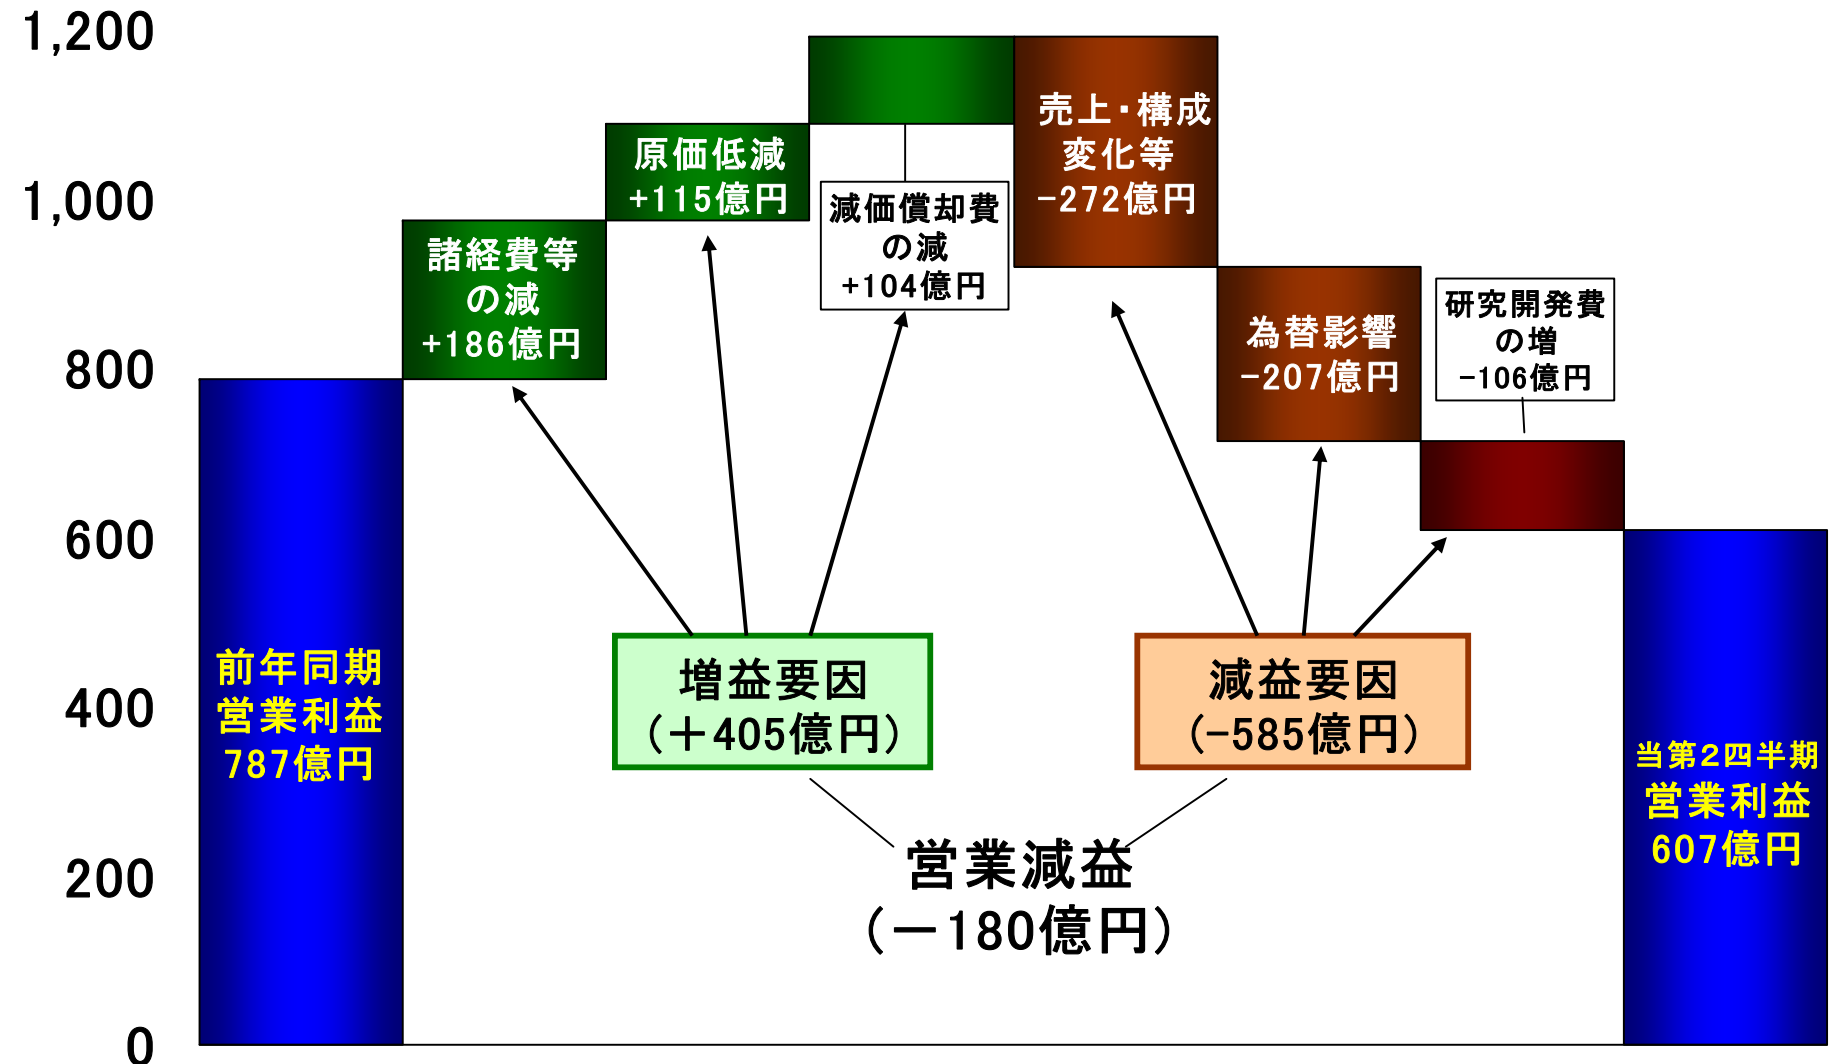 1,200
1,000
800
600
400
200
0
前年同期
営業利益
787億円
諸経費等
の減
+186億円
原価低減
+115億円
減価償却費
の減
+104億円
売上・構成
変化等
-272億円
為替影響
-207億円
研究開発費
の増
-106億円
増益要因
(＋405億円)
減益要因
(-585億円)
営業減益
(－180億円)
当第2四半期
営業利益
607億円